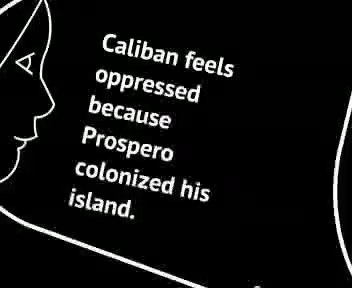 Caliban feels
oppressed
because
Prospero
colonized his
island.